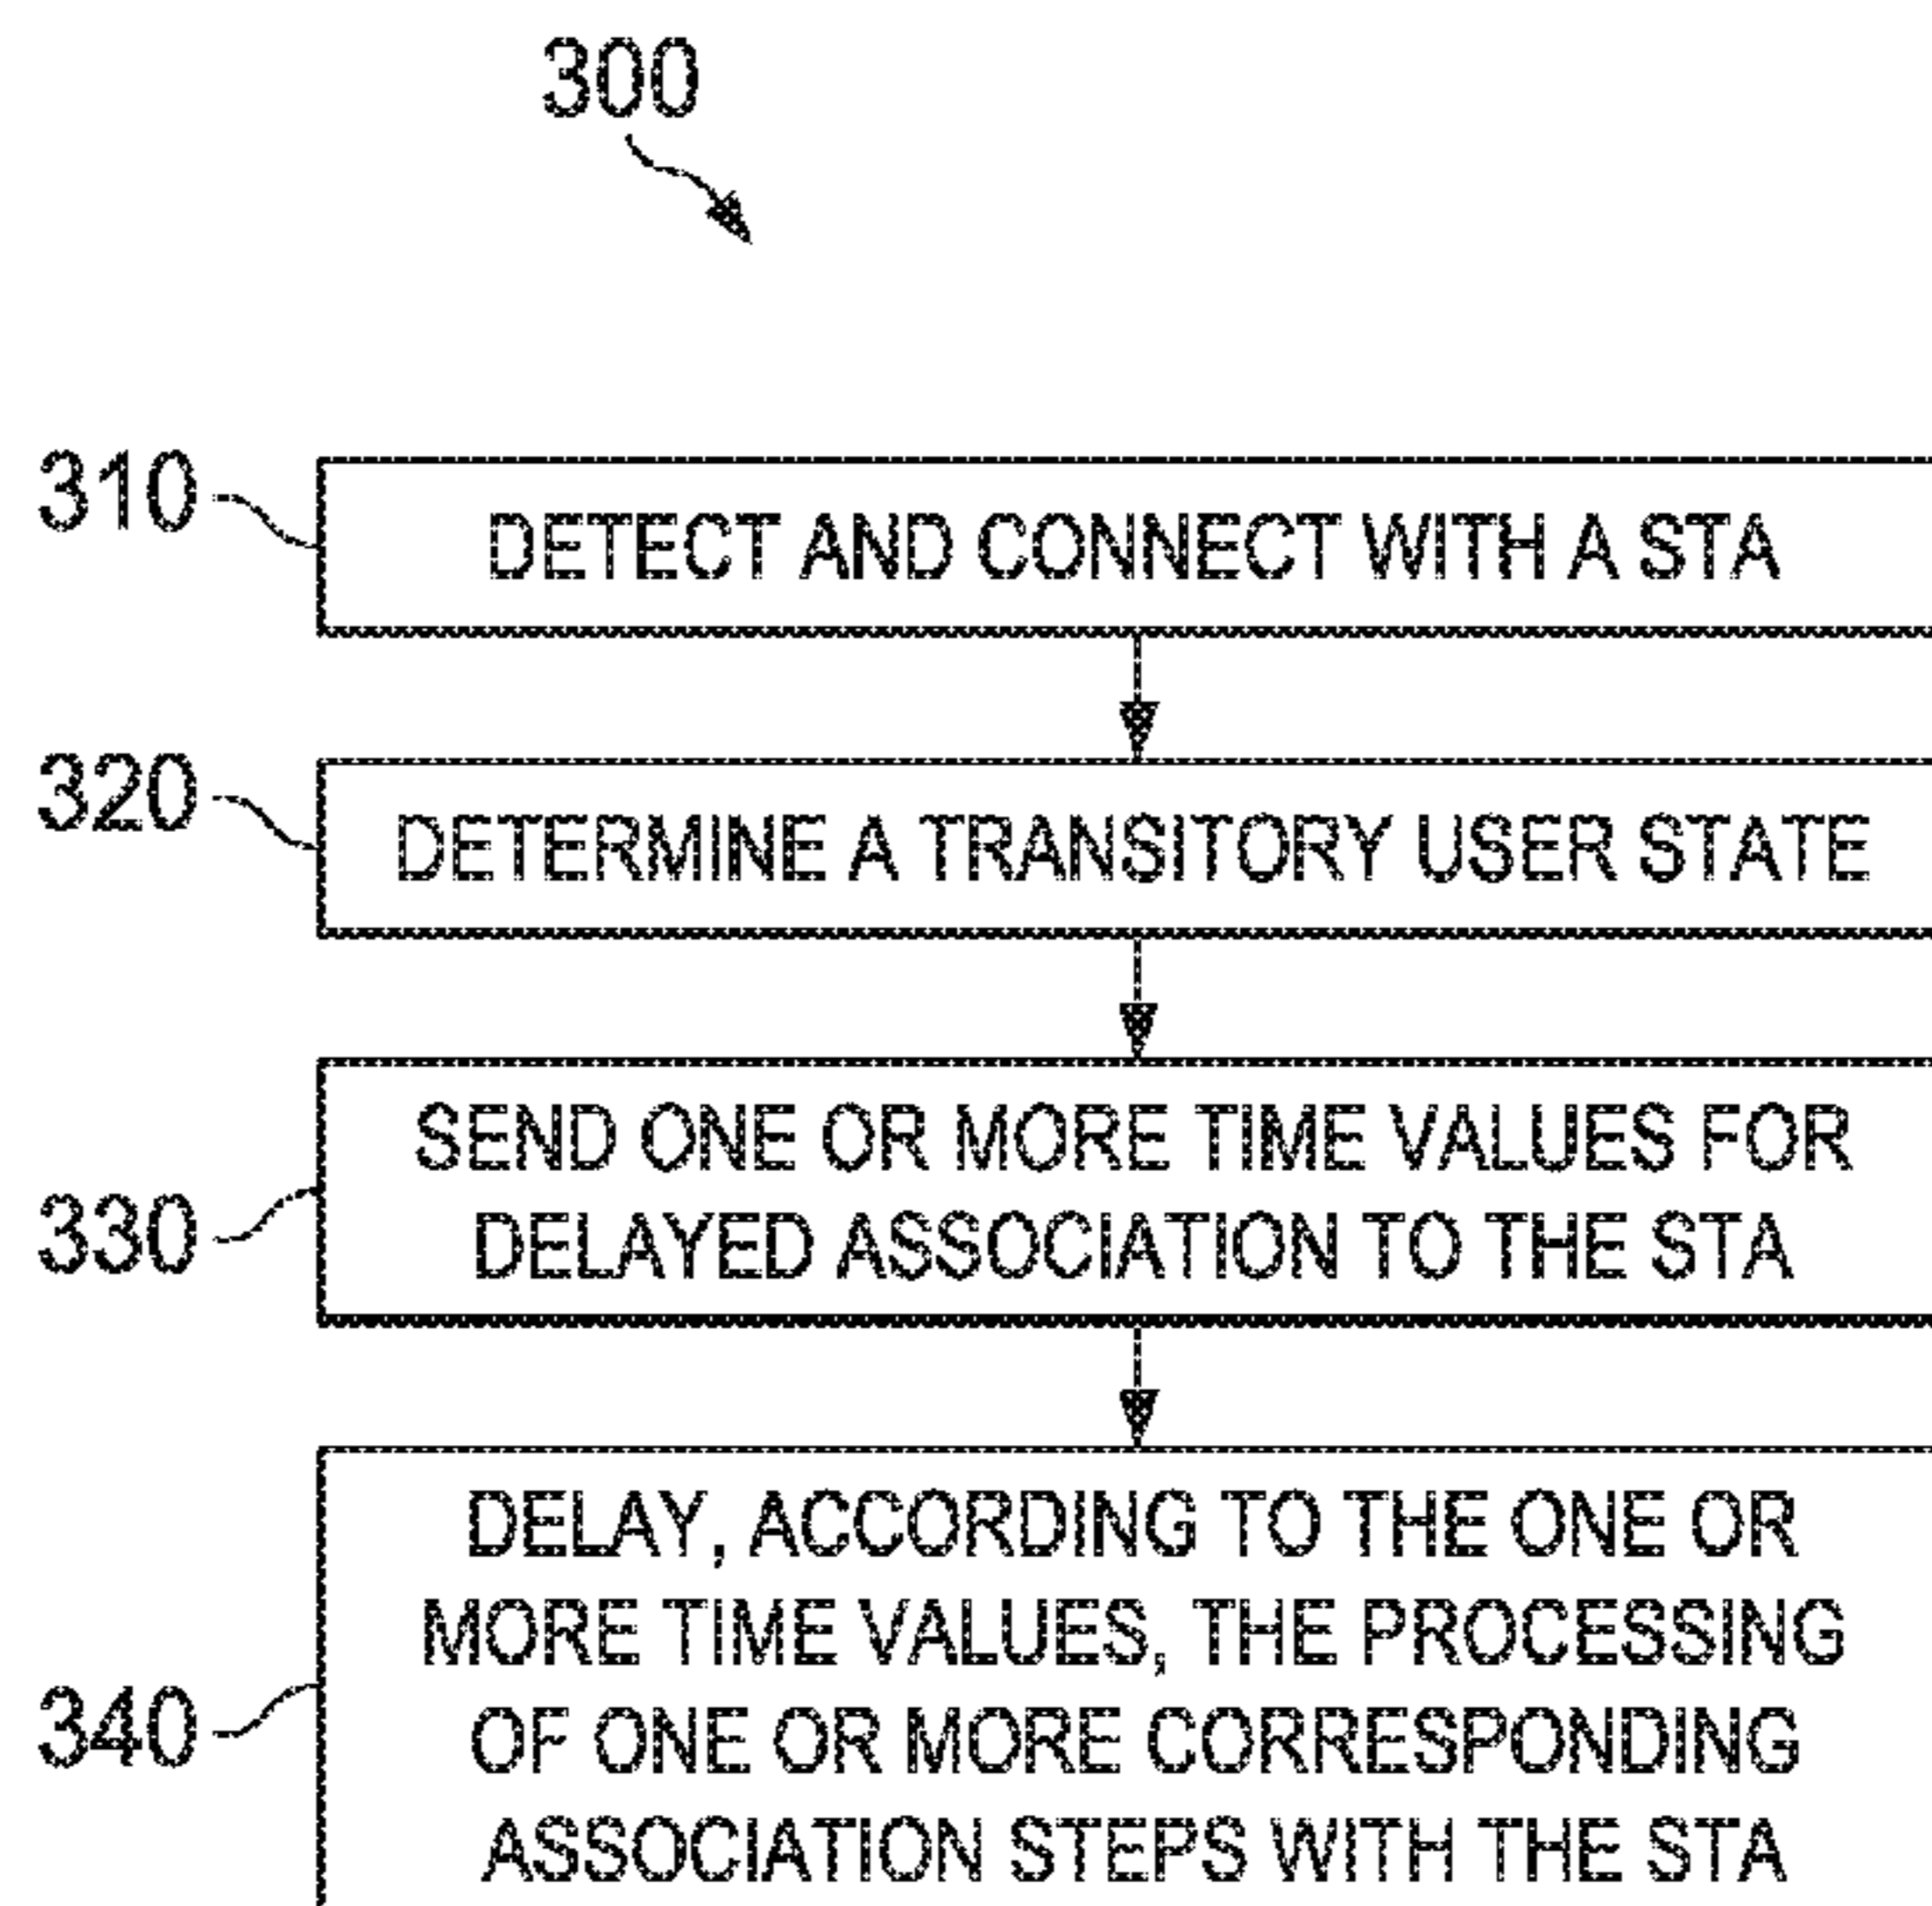 300
310
DETECT AND CONNECT WITH A STA
320
DETERMINE A TRANSITORY USER STATE
330
SEND ONE OR MORE TIME VALUES FOR
DELAYED ASSOCIATION TO THE STA
340
DELAY, ACCORDING TO THE ONE OR
MORE TIME VALUES, THE PROCESSING
OF ONE OR MORE CORRESPONDING
ASSOCIATION STEPS WITH THE STA